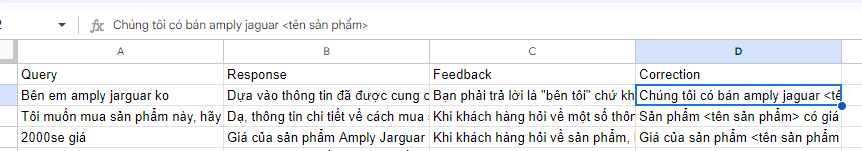 fx Chúng tôi có bán amply jaguar <tên sản phẩm>
A B C D
Query Response Feedback Correction
Bên em amply jarguar ko Dựa vào thông tin đã được cung c Bạn phải trả lời là "bên tôi" chứ kh Chúng tôi có bán amply jaguar <tê
Tôi muốn mua sản phẩm này, hãy Dạ, thông tin chi tiết về cách mua Khi khách hàng hỏi về một số thôn Sản phẩm <tên sản phẩm> có giá
2000se giá Giá của sản phẩm Amply Jarguar Khi khách hàng hỏi về sản phẩm, Giá của sản phẩm <tên sản phẩm